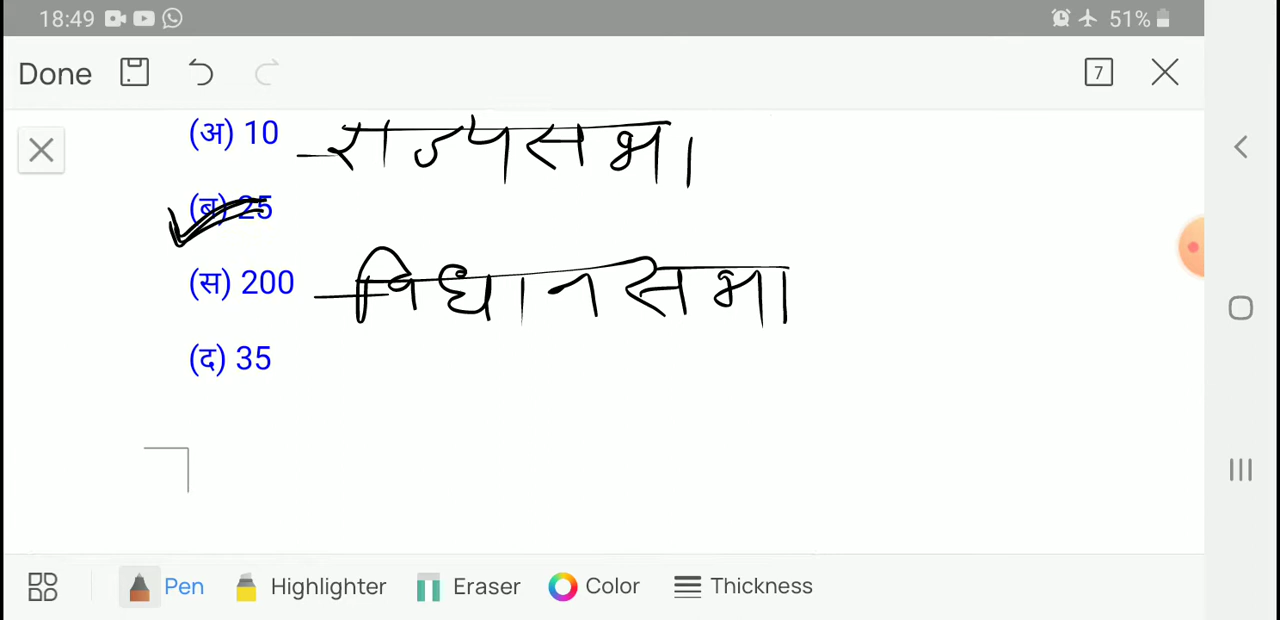 18:49 51%
Done 7
(अ) 10 राज्यसभा
(ब) 25
(स) 200 विधानसभा
(द) 35
Pen Highlighter Eraser Color Thickness